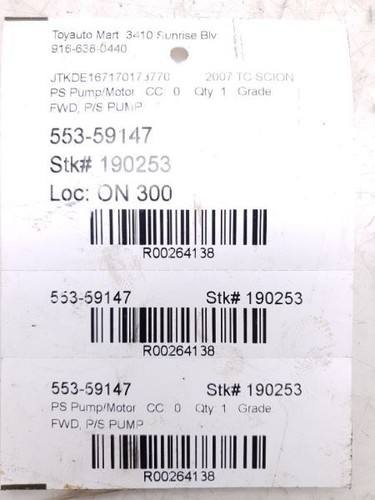 Toyauto Mart 3410 Sunrise Blv
916-638-0440
JTKDE167170173770 2007 TC SCION
PS Pump/Motor CC 0 Qty 1 Grade
FWD, P/S PUMP
553-59147
Stk# 190253
Loc: ON 300
R00264138
553-59147 Stk# 190253
R00264138
553-59147 Stk# 190253
PS Pump/Motor CC 0 Qty 1 Grade
FWD, P/S PUMP
R00264138